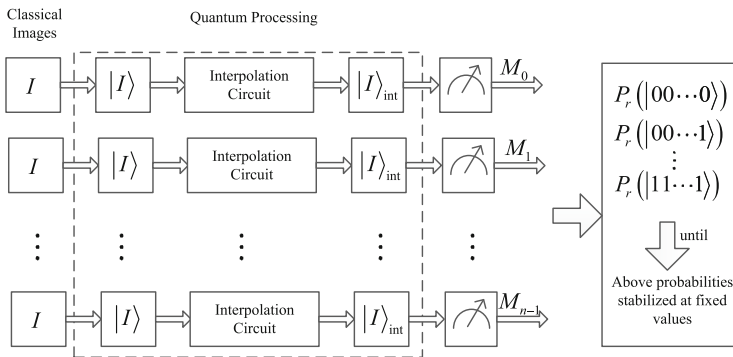 Classical Images
Quantum Processing
I |I⟩ Interpolation Circuit |I⟩int M0
I |I⟩ Interpolation Circuit |I⟩int M1
⋮ ⋮ ⋮ ⋮ ⋮
I |I⟩ Interpolation Circuit |I⟩int Mn-1
Pr(|00⋯0⟩)
Pr(|00⋯1⟩)
⋮
Pr(|11⋯1⟩)
until
Above probabilities
stabilized at fixed
values